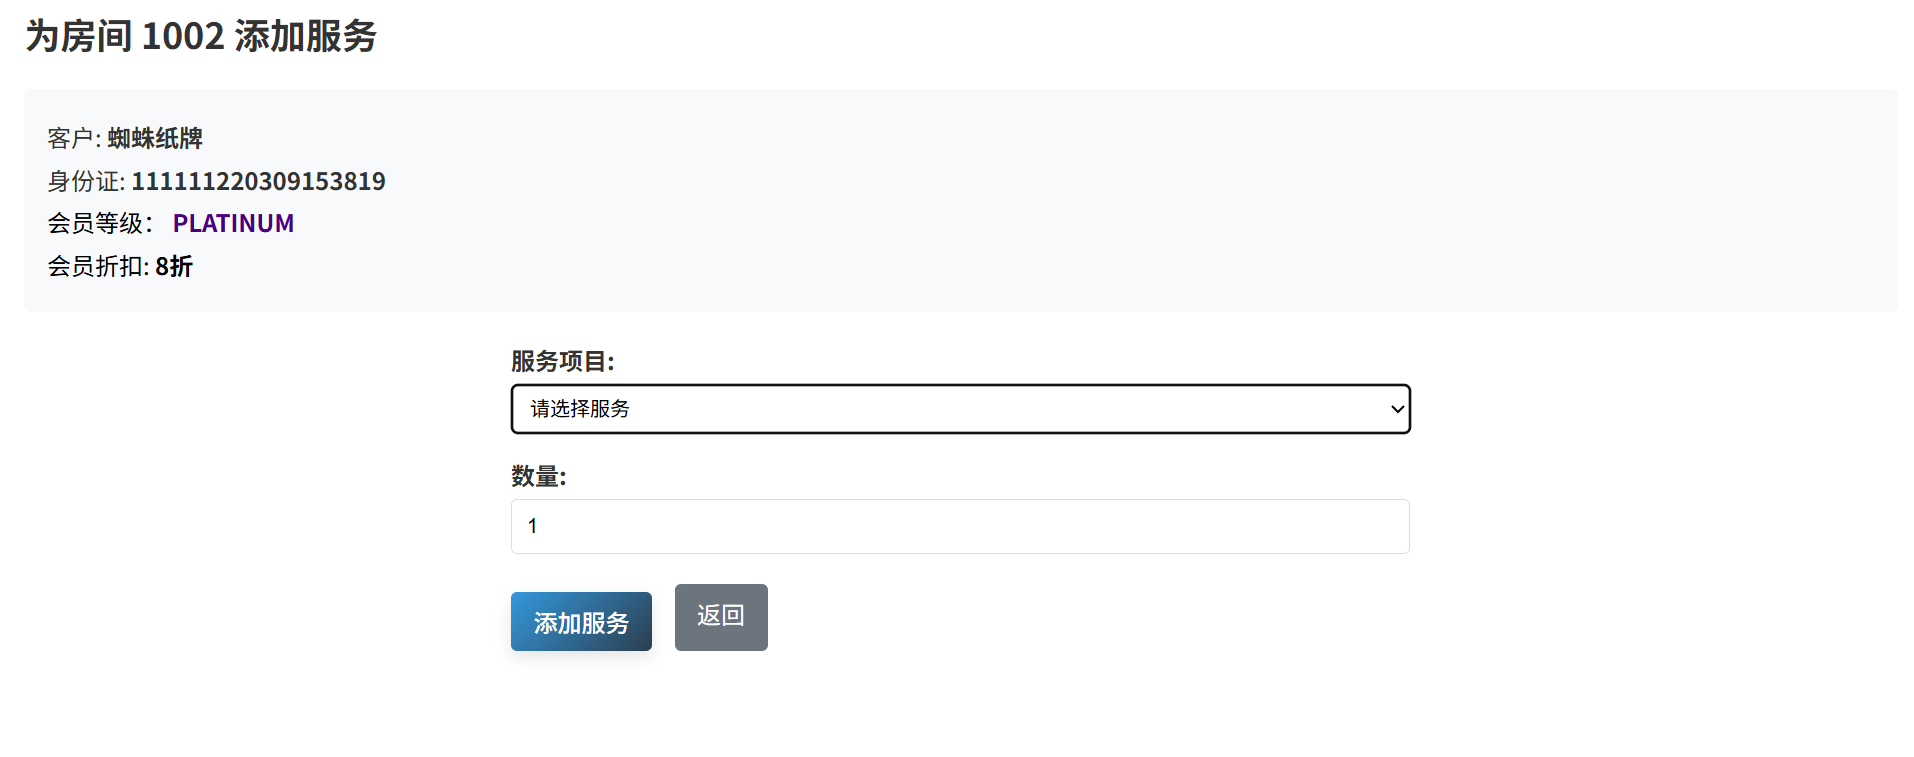 为房间 1002 添加服务
客户: 蜘蛛纸牌
身份证: 111111220309153819
会员等级： PLATINUM
会员折扣: 8折
服务项目:
请选择服务
数量:
1
添加服务 返回